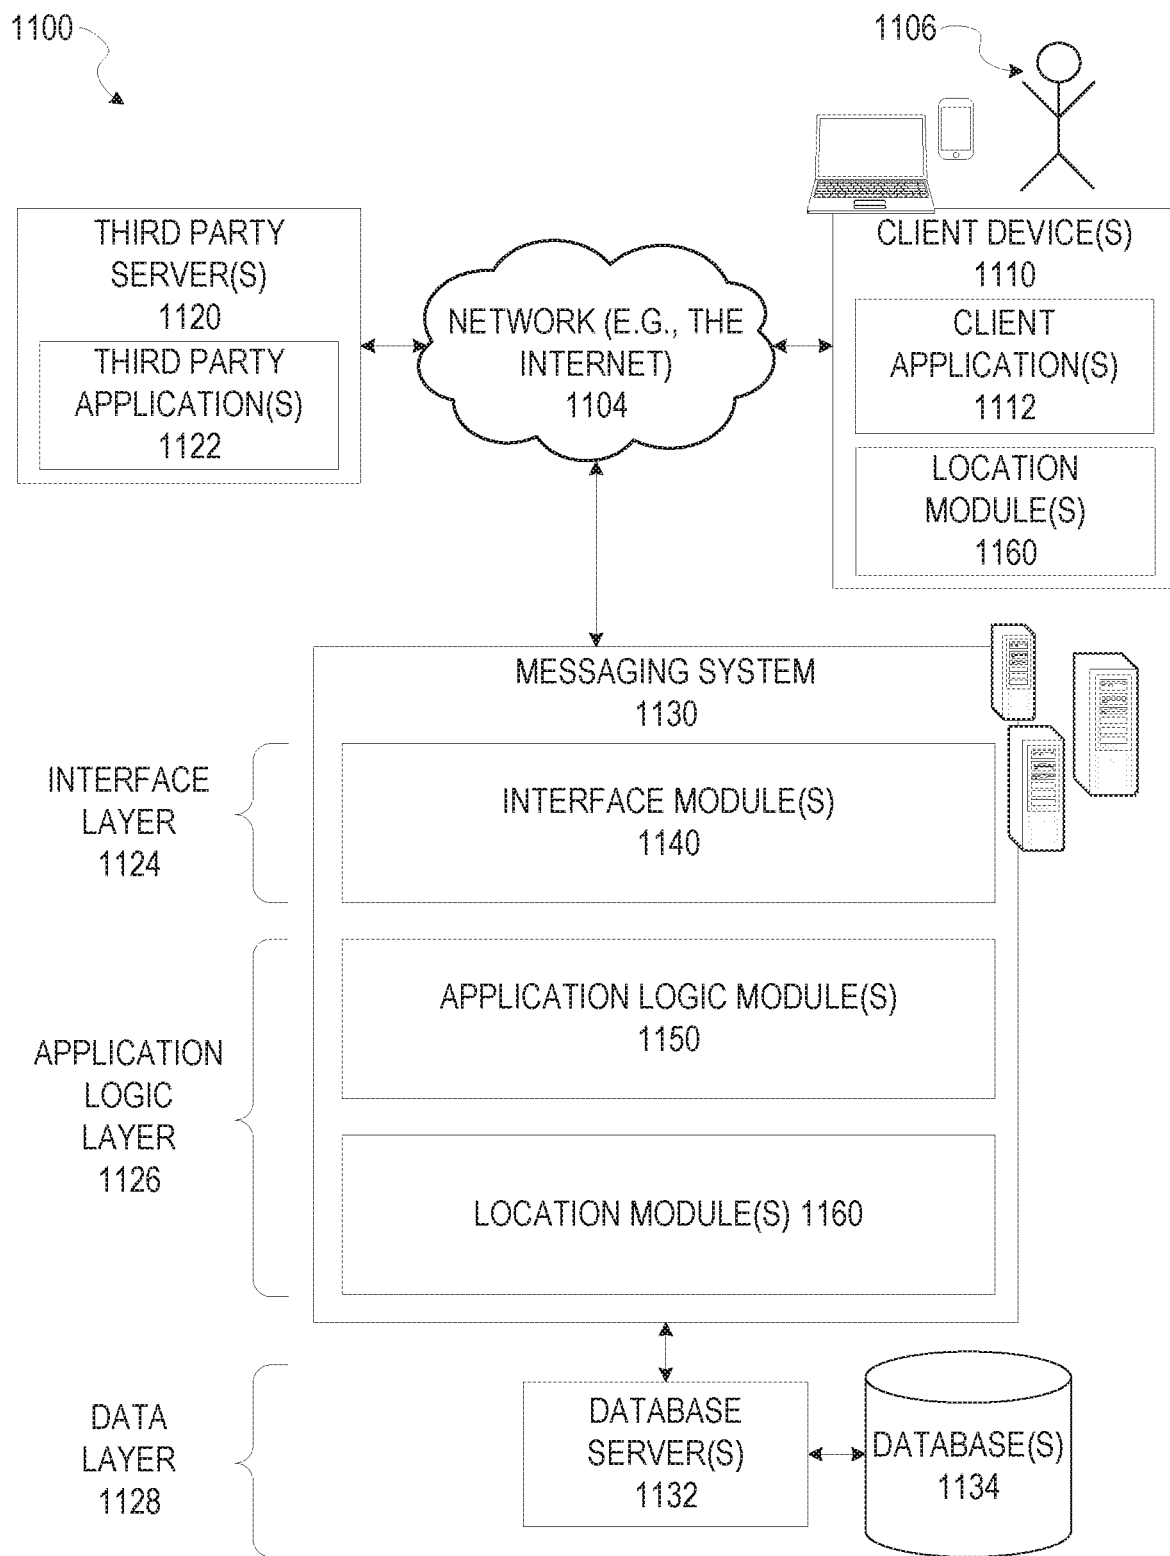 1100
1106
THIRD PARTY
SERVER(S)
1120
THIRD PARTY
APPLICATION(S)
1122
NETWORK (E.G., THE
INTERNET)
1104
CLIENT DEVICE(S)
1110
CLIENT
APPLICATION(S)
1112
LOCATION
MODULE(S)
1160
MESSAGING SYSTEM
1130
INTERFACE
LAYER
1124
INTERFACE MODULE(S)
1140
APPLICATION
LOGIC
LAYER
1126
APPLICATION LOGIC MODULE(S)
1150
LOCATION MODULE(S) 1160
DATA
LAYER
1128
DATABASE
SERVER(S)
1132
DATABASE(S)
1134